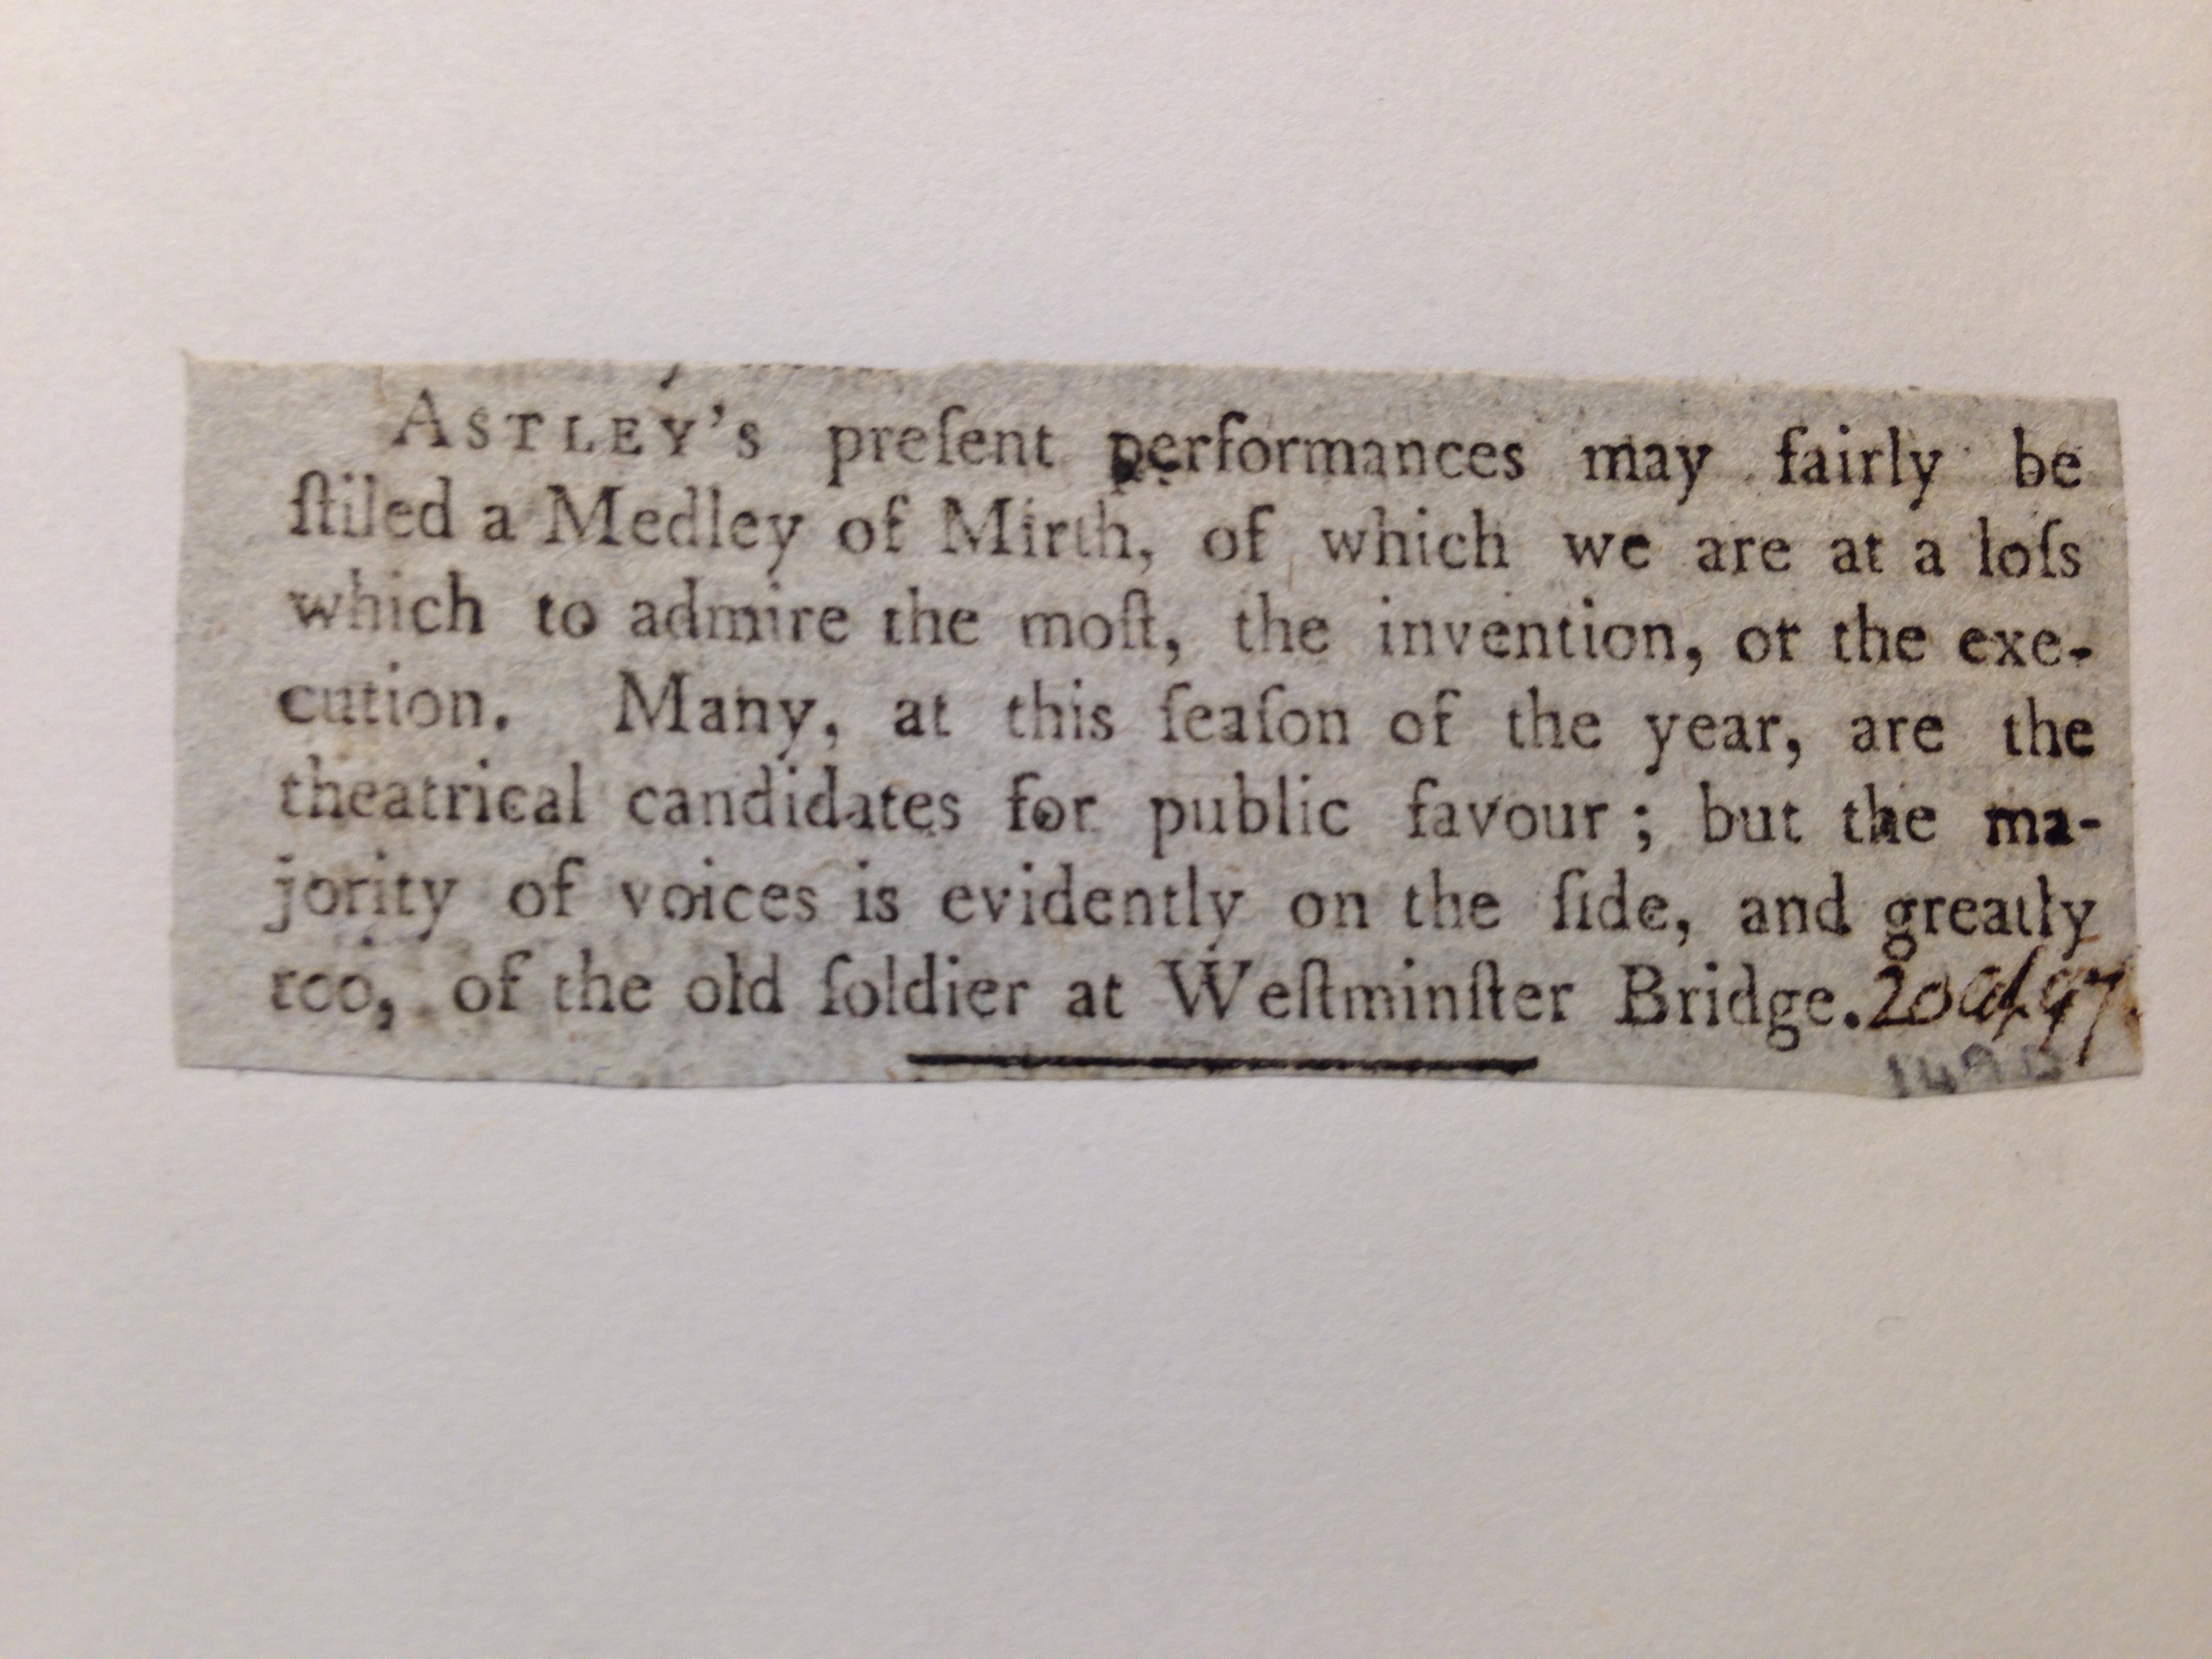 ASTLEY's preſent performances may fairly be
ſtiled a Medley of Mirth, of which we are at a loſs
which to admire the moſt, the invention, or the exe-
cution. Many, at this ſeaſon of the year, are the
theatrical candidates for public favour ; but the ma-
jority of voices is evidently on the ſide, and greatly
too, of the old ſoldier at Weſtminſter Bridge. 20 Oct. 97